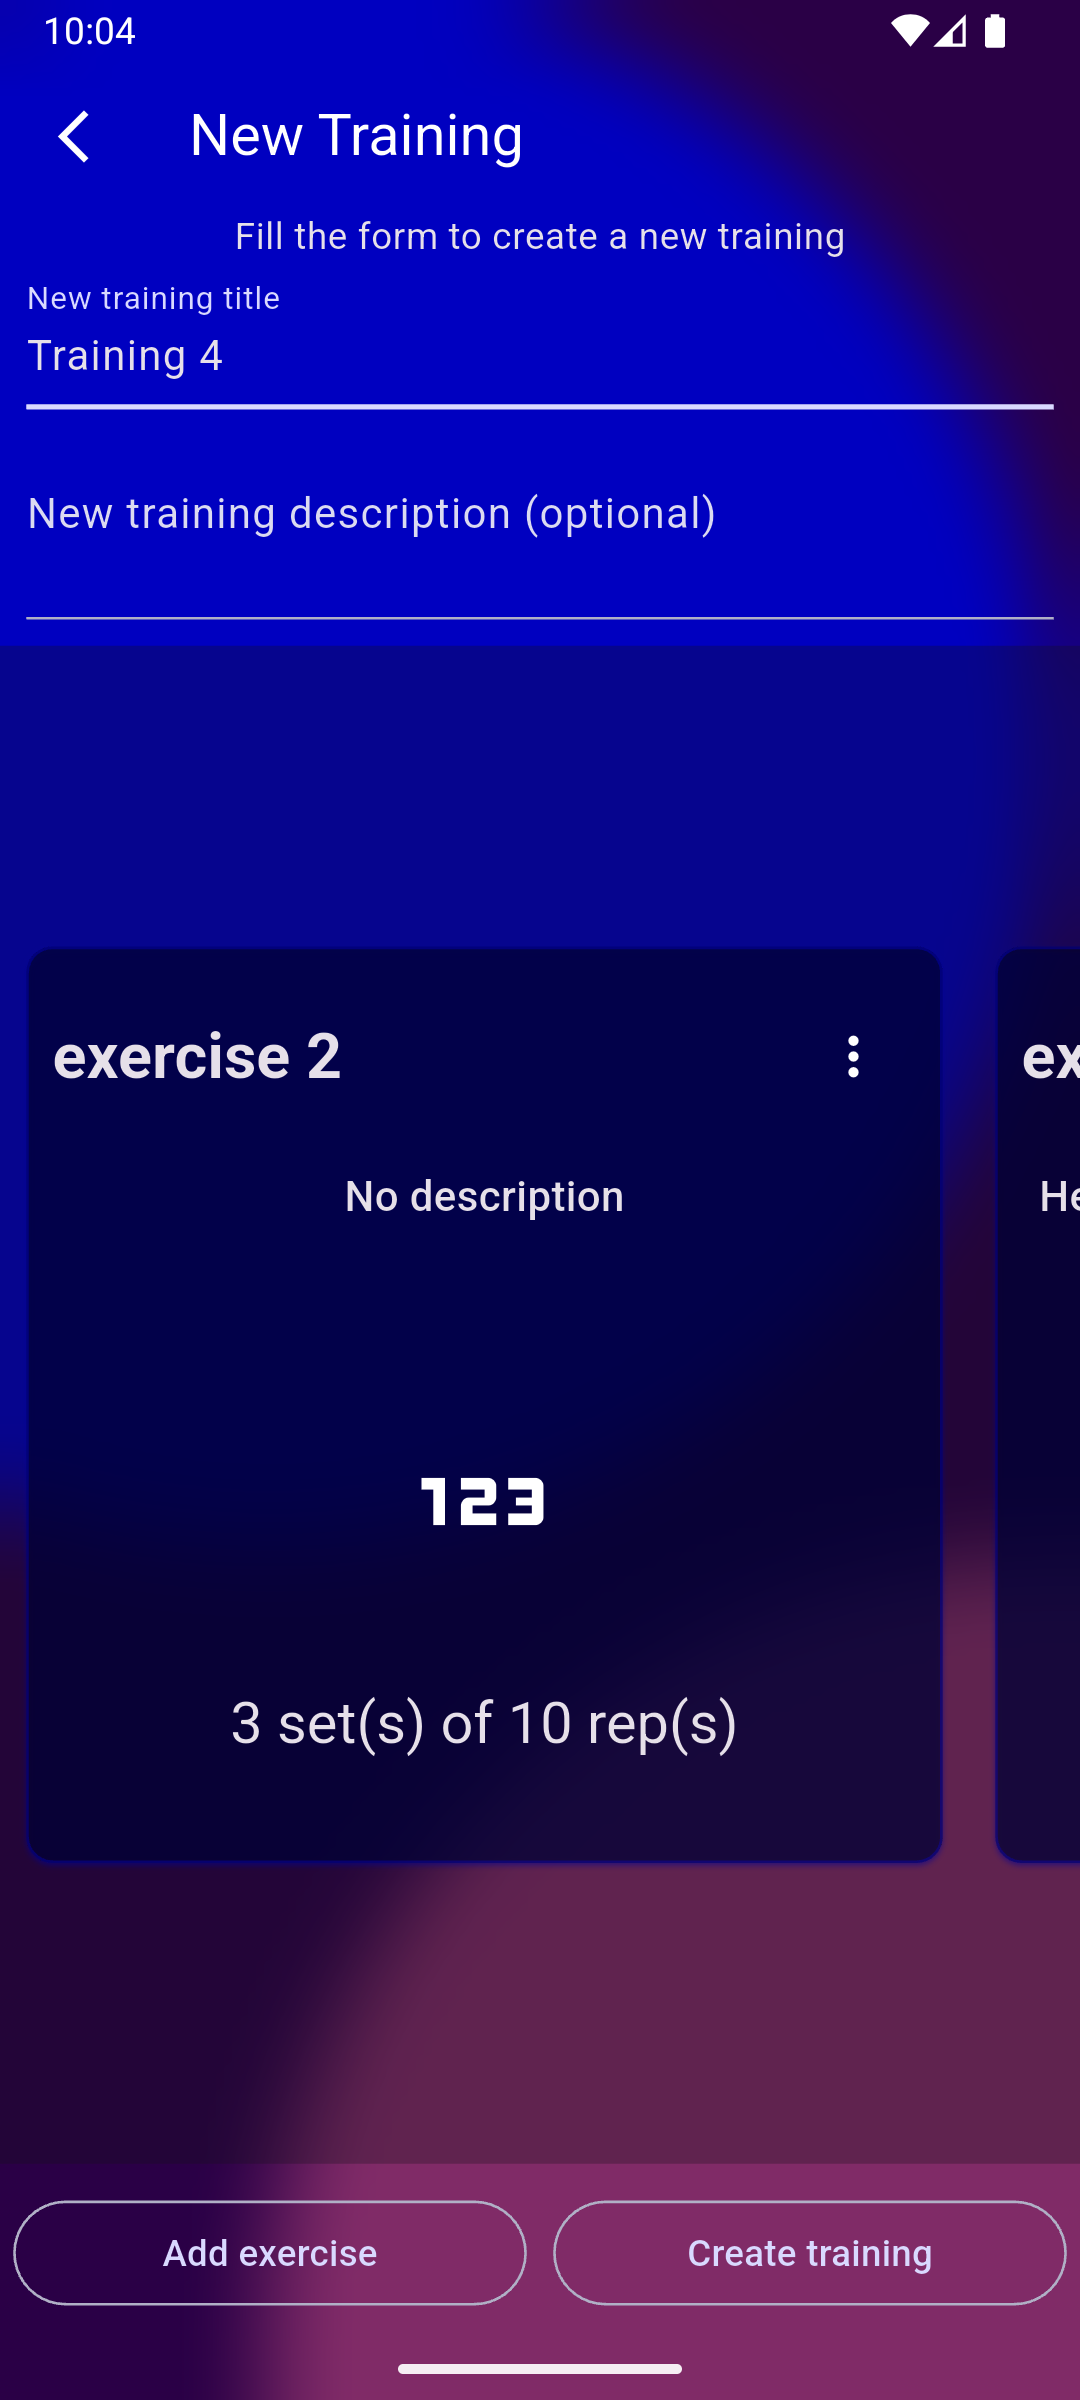 10:04
New Training
Fill the form to create a new training
New training title
Training 4
New training description (optional)
exercise 2
ex
No description
He
123
3 set(s) of 10 rep(s)
Add exercise
Create training